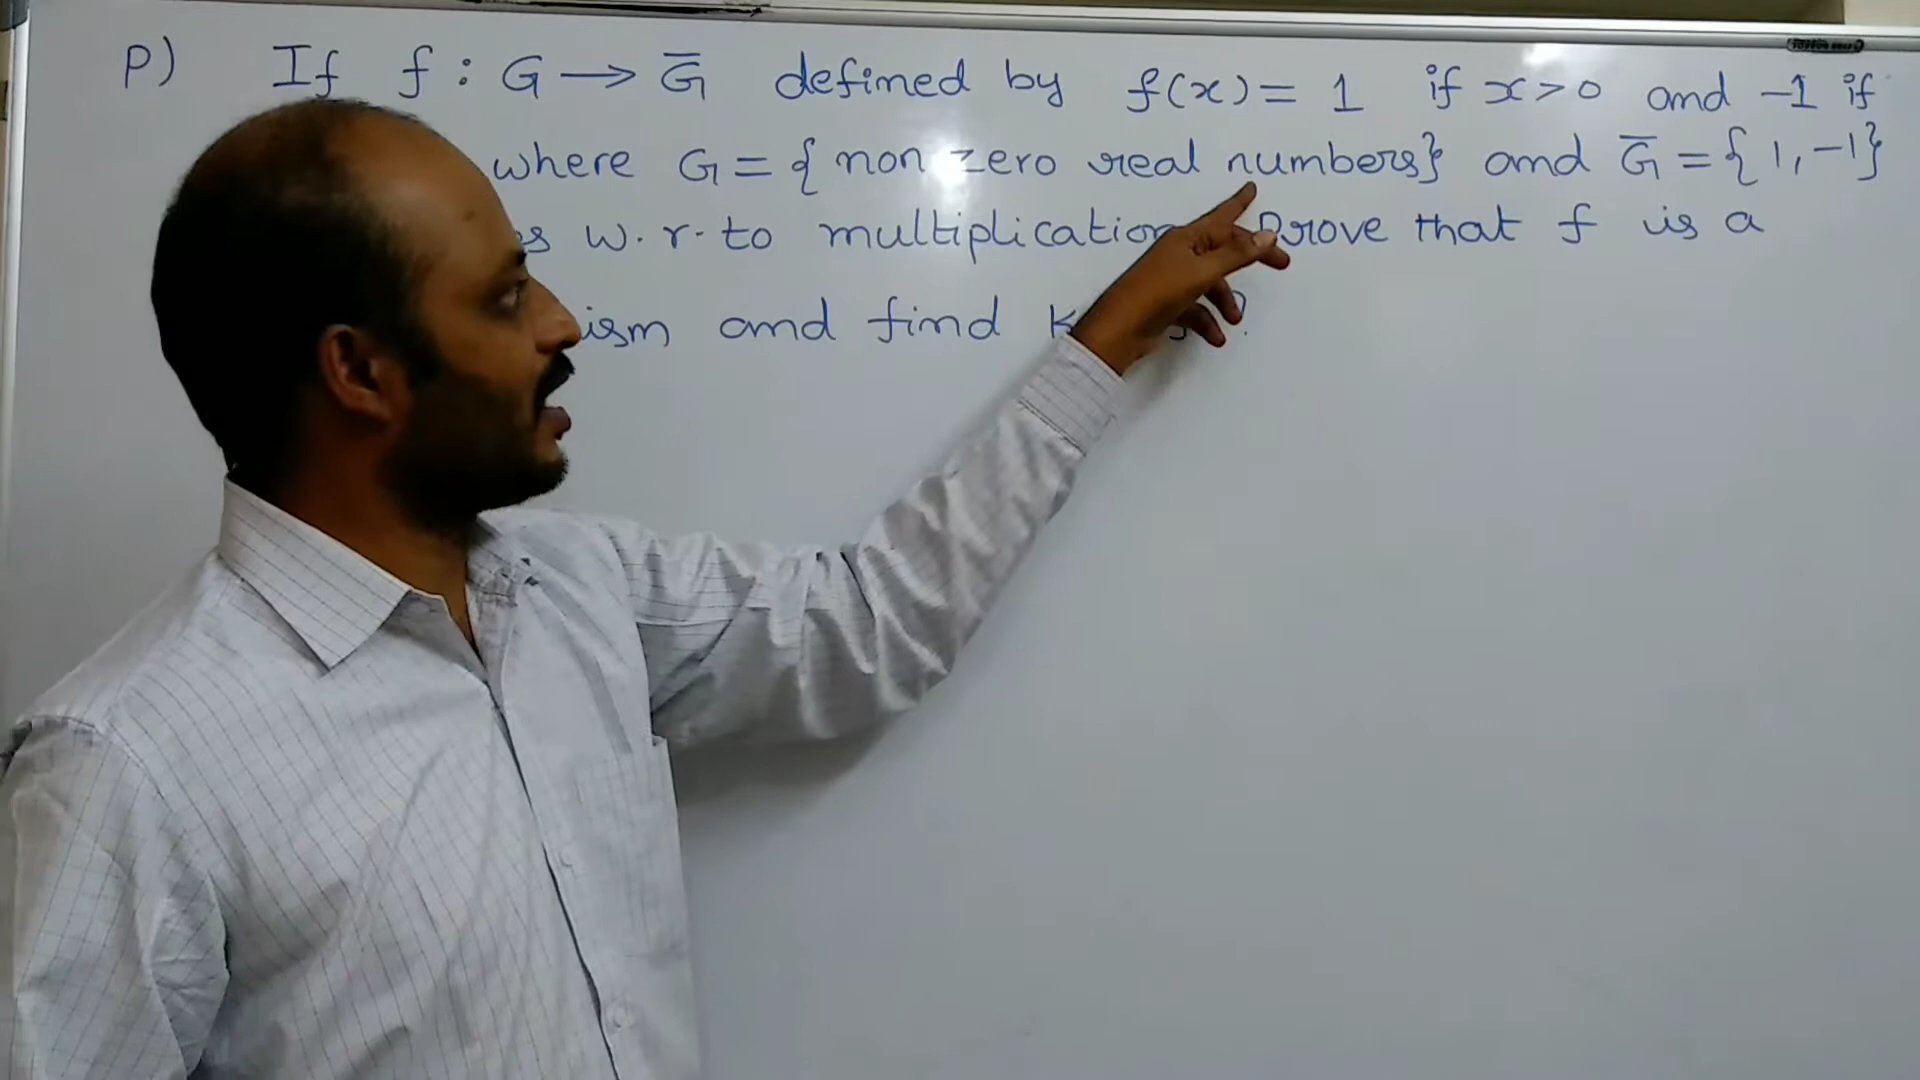 P) If f : G → G̅ defined by f(x) = 1 if x > 0 and -1 if
where G = { non zero real numbers} and G̅ = { 1, -1}
w.r.to multiplication Prove that f is a
and find